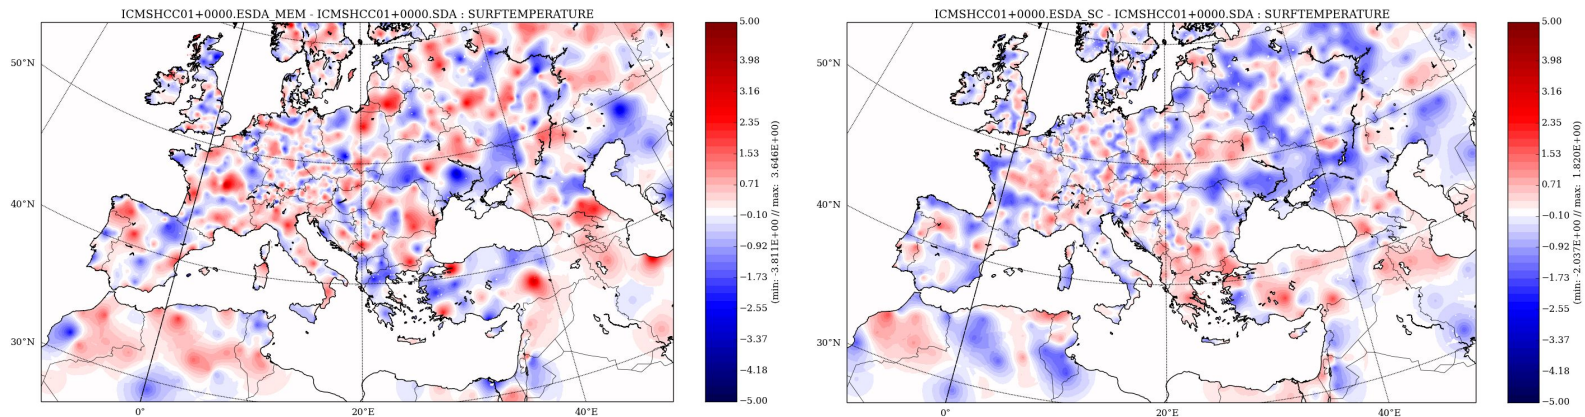 ICMSHCC01+0000.ESDA_MEM - ICMSHCC01+0000.SDA : SURFTEMPERATURE
50°N
40°N
30°N
0°
20°E
40°E
5.00
3.98
3.16
2.35
1.53
0.71
−0.10
−0.92
−1.73
−2.55
−3.37
−4.18
−5.00
(min: -3.811E+00 // max: 3.646E+00)
ICMSHCC01+0000.ESDA_SC - ICMSHCC01+0000.SDA : SURFTEMPERATURE
50°N
40°N
30°N
0°
20°E
40°E
5.00
3.98
3.16
2.35
1.53
0.71
−0.10
−0.92
−1.73
−2.55
−3.37
−4.18
−5.00
(min: -2.037E+00 // max: 1.820E+00)